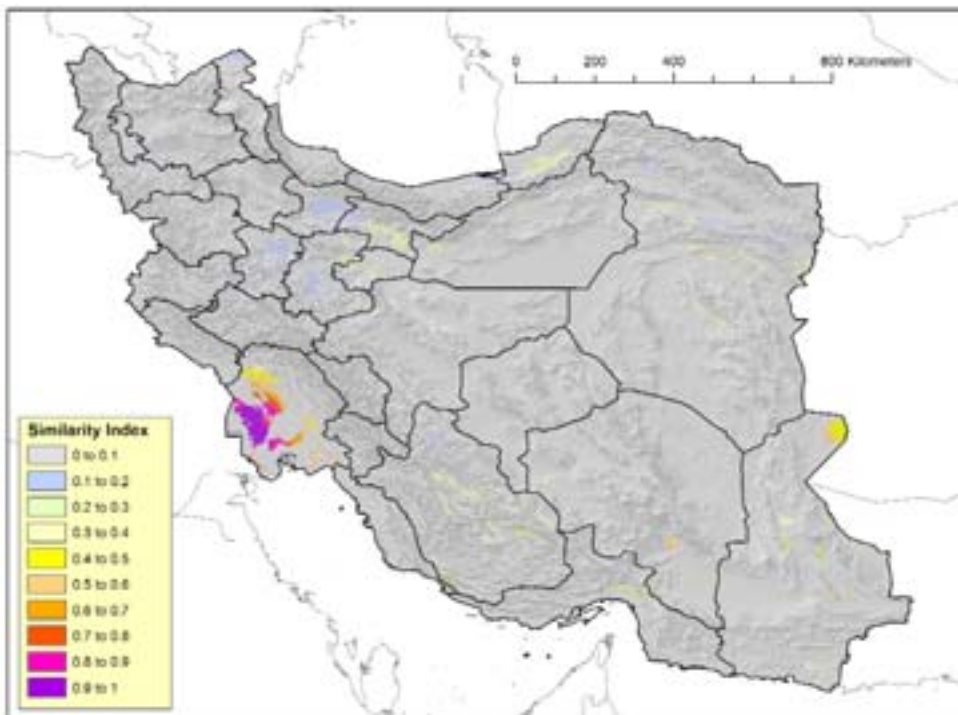 0 200 400 800 Kilometers
Similarity Index
0 to 0.1
0.1 to 0.2
0.2 to 0.3
0.3 to 0.4
0.4 to 0.5
0.5 to 0.6
0.6 to 0.7
0.7 to 0.8
0.8 to 0.9
0.9 to 1